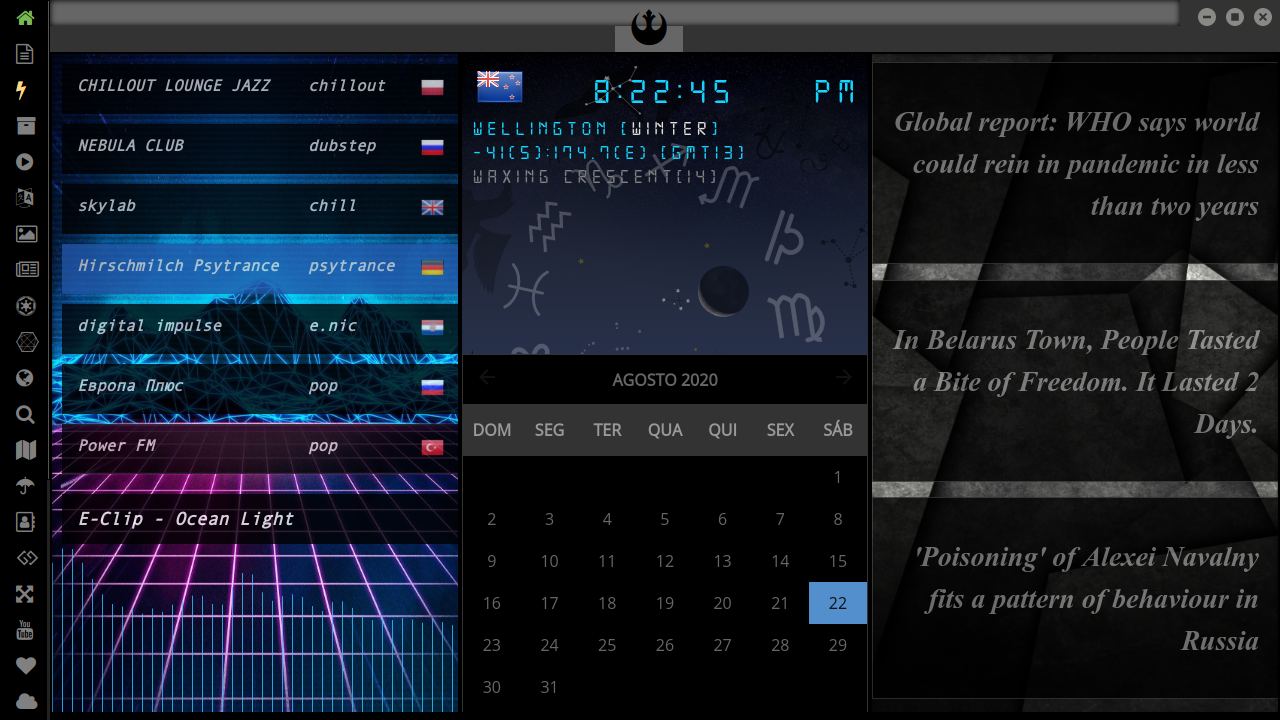 CHILLOUT LOUNGE JAZZ chillout
NEBULA CLUB dubstep
skylab chill
Hirschmilch Psytrance psytrance
digital impulse e.nic
Европа Плюс pop
Power FM pop
E-Clip - Ocean Light
8:22:45 PM
WELLINGTON (WINTER)
-41(S):174.7(E) (GMT13)
WAXING CRESCENT(14)
AGOSTO 2020
DOM SEG TER QUA QUI SEX SÁB
1
2 3 4 5 6 7 8
9 10 11 12 13 14 15
16 17 18 19 20 21 22
23 24 25 26 27 28 29
30 31
Global report: WHO says world
could rein in pandemic in less
than two years
In Belarus Town, People Tasted
a Bite of Freedom. It Lasted 2
Days.
'Poisoning' of Alexei Navalny
fits a pattern of behaviour in
Russia
You
Tube